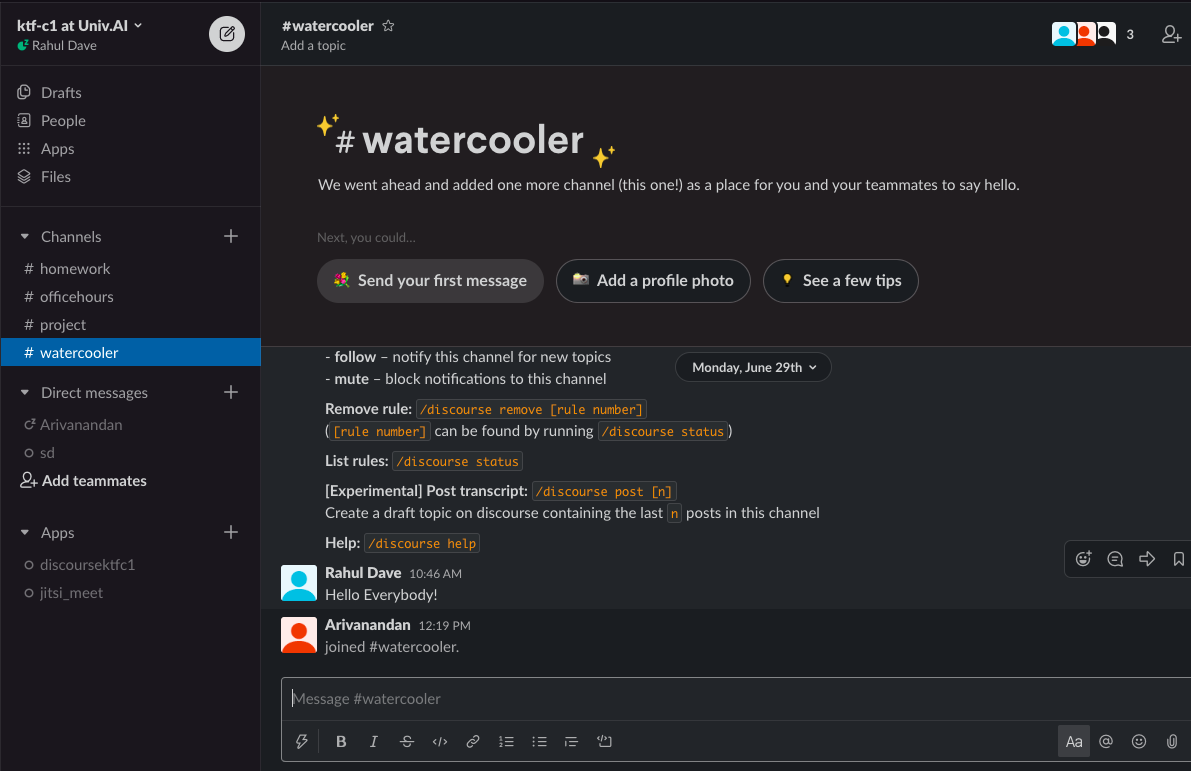 ktf-c1 at Univ.AI
Rahul Dave
Drafts
People
Apps
Files
Channels
# homework
# officehours
# project
# watercooler
Direct messages
Arivanandan
sd
Add teammates
Apps
discoursektfc1
jitsi_meet
#watercooler
Add a topic
3
# watercooler
We went ahead and added one more channel (this one!) as a place for you and your teammates to say hello.
Next, you could...
Send your first message
Add a profile photo
See a few tips
- follow – notify this channel for new topics
Monday, June 29th
- mute – block notifications to this channel
Remove rule: /discourse remove [rule number]
([rule number] can be found by running /discourse status)
List rules: /discourse status
[Experimental] Post transcript: /discourse post [n]
Create a draft topic on discourse containing the last n posts in this channel
Help: /discourse help
Rahul Dave 10:46 AM
Hello Everybody!
Arivanandan 12:19 PM
joined #watercooler.
Message #watercooler
B I S </> Aa @